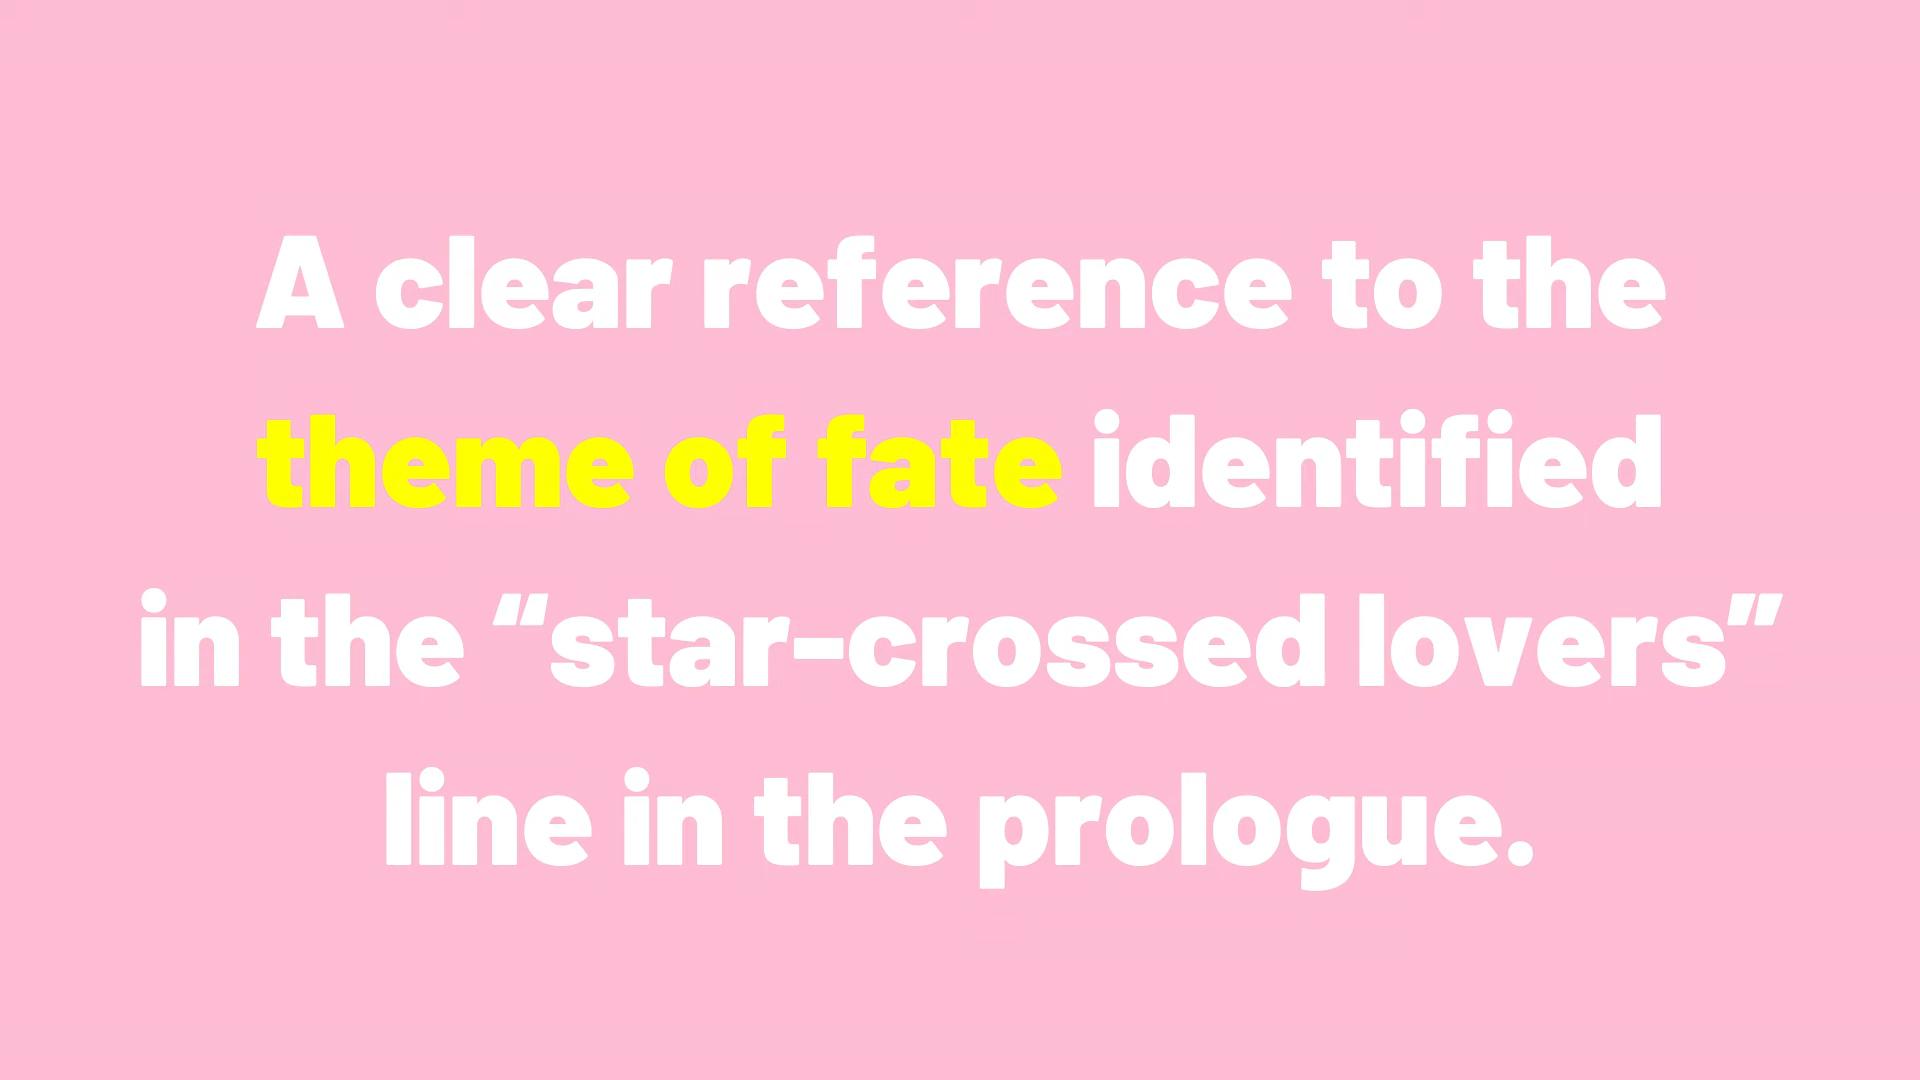 A clear reference to the
theme of fate identified
in the “star-crossed lovers”
line in the prologue.